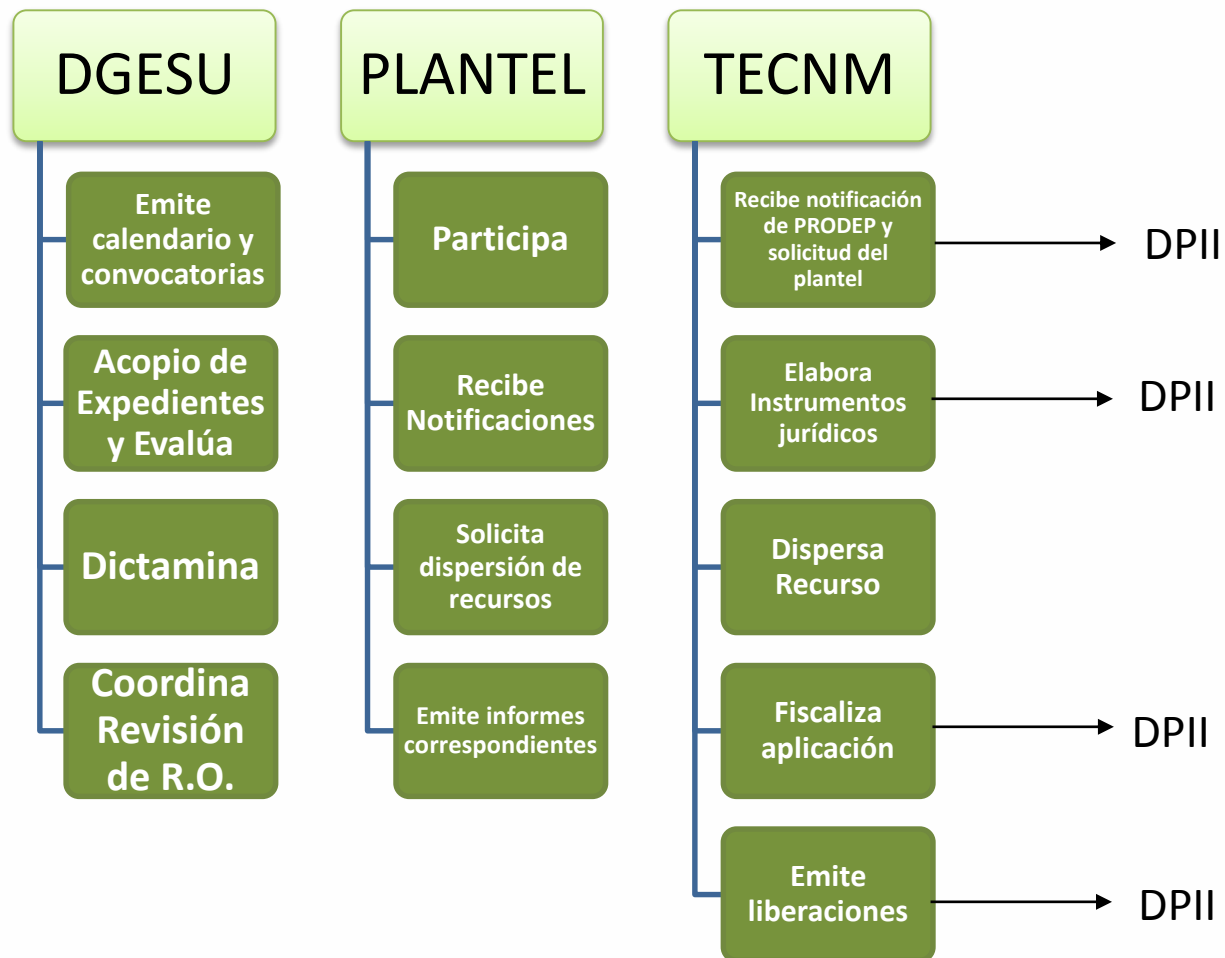 DGESU
Emite
calendario y
convocatorias
Acopio de
Expedientes
y Evalúa
Dictamina
Coordina
Revisión
de R.O.
PLANTEL
Participa
Recibe
Notificaciones
Solicita
dispersión de
recursos
Emite informes
correspondientes
TECNM
Recibe notificación
de PRODEP y
solicitud del
plantel
DPII
Elabora
Instrumentos
jurídicos
DPII
Dispersa
Recurso
Fiscaliza
aplicación
DPII
Emite
liberaciones
DPII